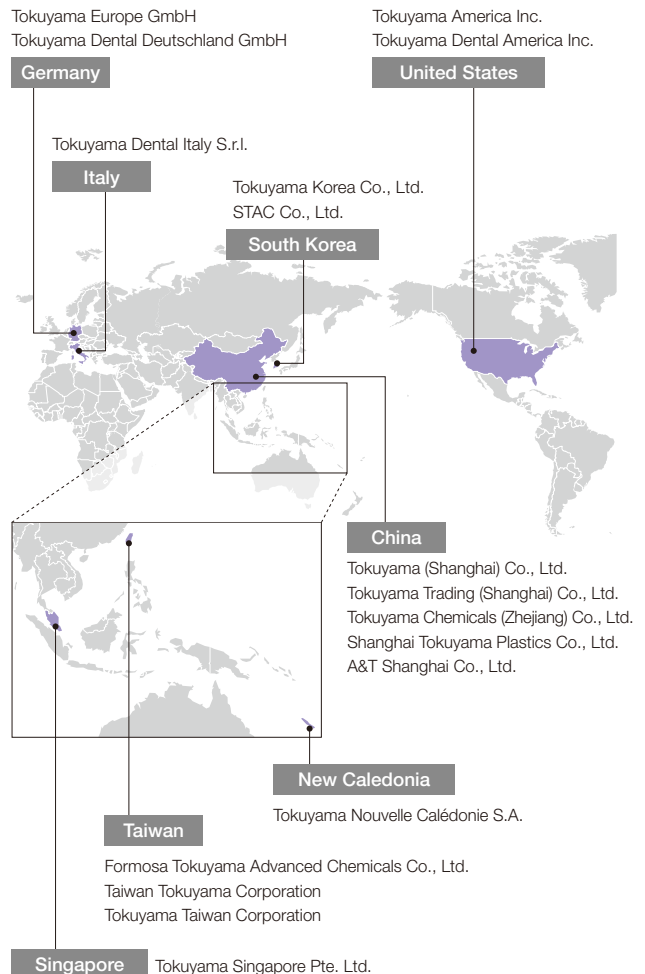 Tokuyama Europe GmbH
Tokuyama Dental Deutschland GmbH
Germany
Tokuyama America Inc.
Tokuyama Dental America Inc.
United States
Tokuyama Dental Italy S.r.l.
Italy
Tokuyama Korea Co., Ltd.
STAC Co., Ltd.
South Korea
China
Tokuyama (Shanghai) Co., Ltd.
Tokuyama Trading (Shanghai) Co., Ltd.
Tokuyama Chemicals (Zhejiang) Co., Ltd.
Shanghai Tokuyama Plastics Co., Ltd.
A&T Shanghai Co., Ltd.
New Caledonia
Tokuyama Nouvelle Calédonie S.A.
Taiwan
Formosa Tokuyama Advanced Chemicals Co., Ltd.
Taiwan Tokuyama Corporation
Tokuyama Taiwan Corporation
Singapore
Tokuyama Singapore Pte. Ltd.